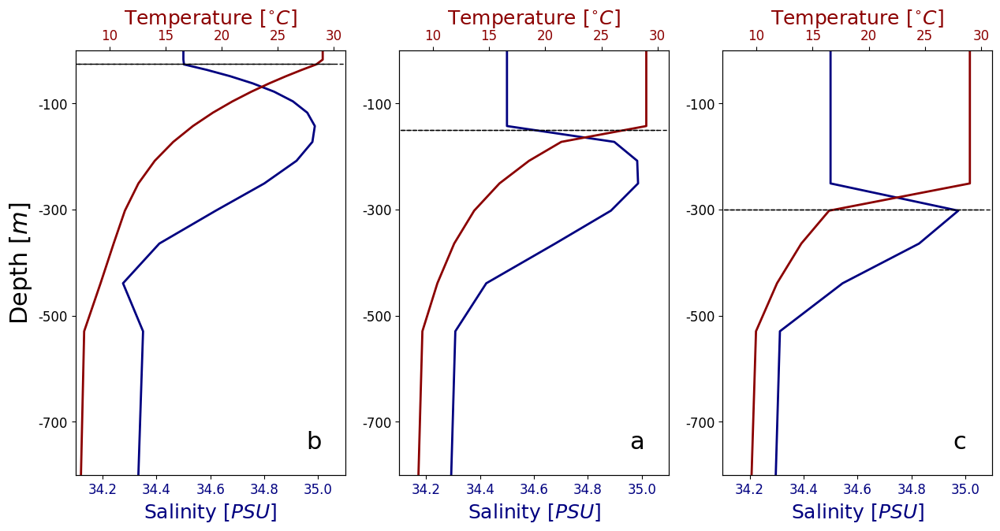 Temperature [°C] Temperature [°C] Temperature [°C]
10 15 20 25 30 10 15 20 25 30 10 15 20 25 30
-100 -100 -100
-300 -300 -300
Depth [m]
-500 -500 -500
-700 -700 -700
b a c
34.2 34.4 34.6 34.8 35.0 34.2 34.4 34.6 34.8 35.0 34.2 34.4 34.6 34.8 35.0
Salinity [PSU] Salinity [PSU] Salinity [PSU]